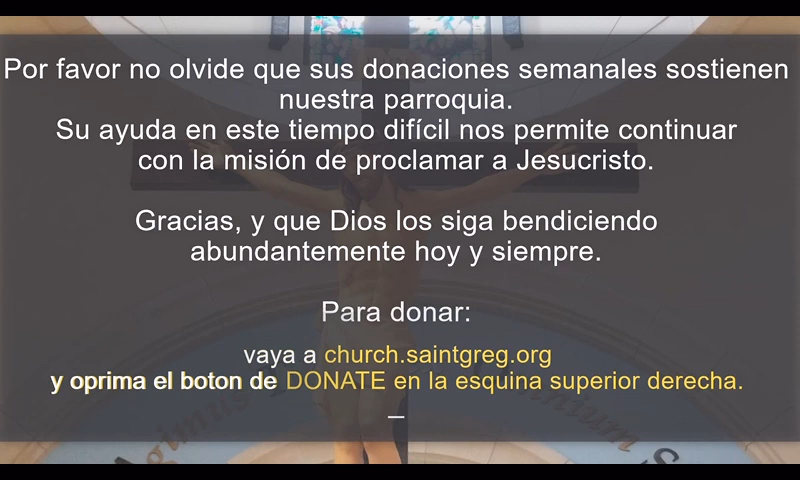 Por favor no olvide que sus donaciones semanales sostienen
nuestra parroquia.
Su ayuda en este tiempo difícil nos permite continuar
con la misión de proclamar a Jesucristo.
Gracias, y que Dios los siga bendiciendo
abundantemente hoy y siempre.
Para donar:
vaya a church.saintgreg.org
y oprima el boton de DONATE en la esquina superior derecha.
_